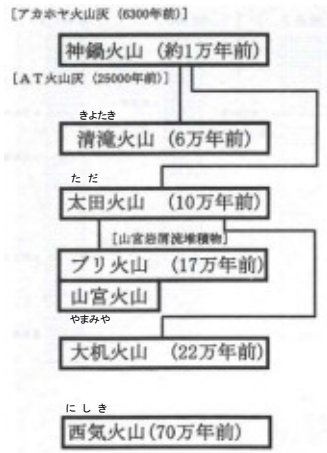 [アカホヤ火山灰 (6300年前)]
神鍋火山 (約1万年前)
[AT火山灰 (25000年前)]
きよたき
清滝火山 (6万年前)
ただ
太田火山 (10万年前)
[山宮岩屑流堆積物]
ブリ火山 (17万年前)
山宮火山
やまみや
大机火山 (22万年前)
にしき
西気火山(70万年前)